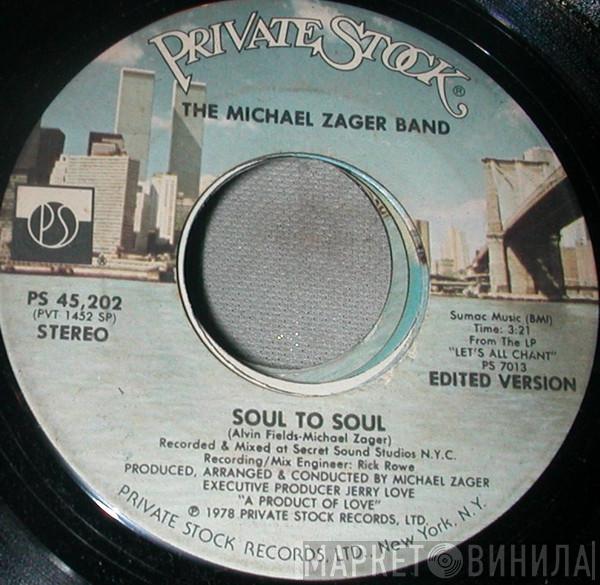 PRIVATE STOCK®
THE MICHAEL ZAGER BAND
PS
®
PS 45,202
(PVT 1452 SP)
STEREO
Sumac Music (BMI)
Time: 3:21
From The LP
"LET'S ALL CHANT"
PS 7013
EDITED VERSION
SOUL TO SOUL
(Alvin Fields-Michael Zager)
Recorded & Mixed at Secret Sound Studios N.Y.C.
Recording/Mix Engineer: Rick Rowe
PRODUCED, ARRANGED & CONDUCTED BY MICHAEL ZAGER
EXECUTIVE PRODUCER JERRY LOVE
"A PRODUCT OF LOVE"
℗ 1978 PRIVATE STOCK RECORDS, LTD.
PRIVATE STOCK RECORDS, LTD., New York, N.Y.
МАРКЕТ ВИНИЛА!